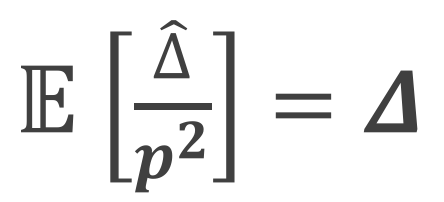 𝔼 [Δ̂ / p²] = Δ